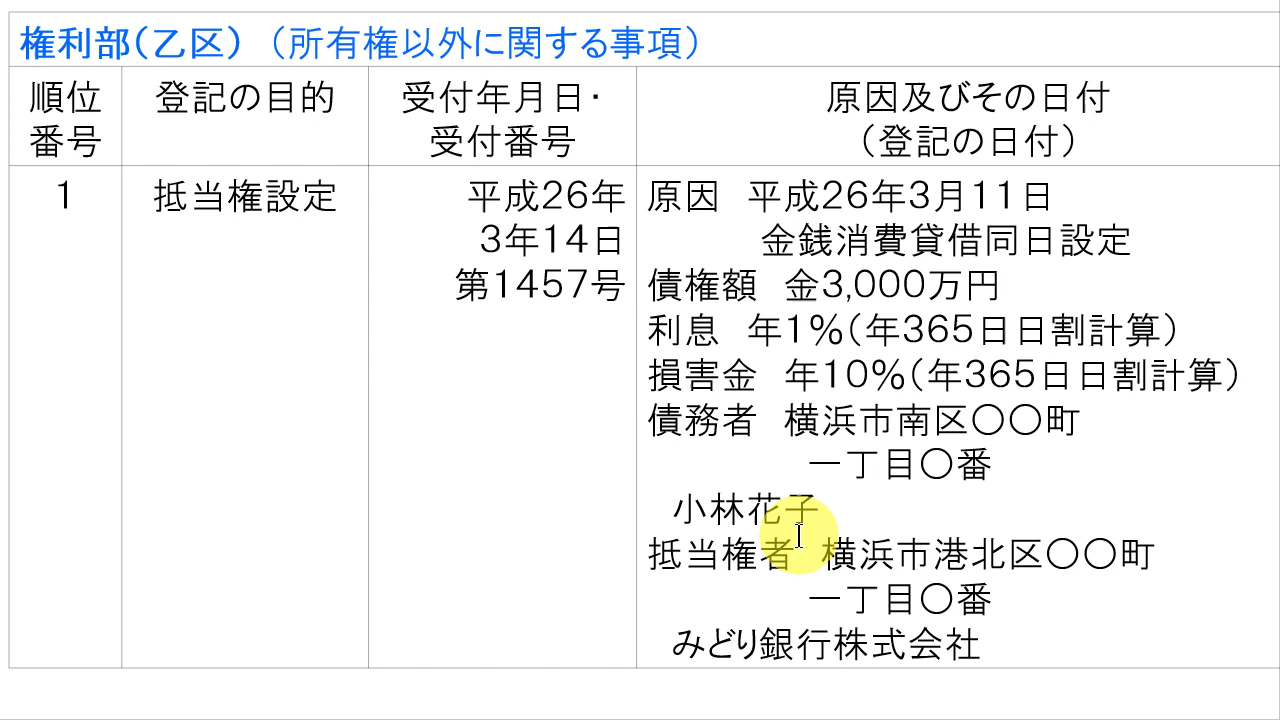 権利部（乙区）　（所有権以外に関する事項）
順位番号　登記の目的　受付年月日・受付番号　原因及びその日付（登記の日付）
1　抵当権設定　平成26年　原因　平成26年3月11日
3年14日　金銭消費貸借同日設定
第1457号　債権額　金3,000万円
利息　年1％（年365日日割計算）
損害金　年10％（年365日日割計算）
債務者　横浜市南区〇〇町
一丁目〇番
小林花子
抵当権者　横浜市港北区〇〇町
一丁目〇番
みどり銀行株式会社